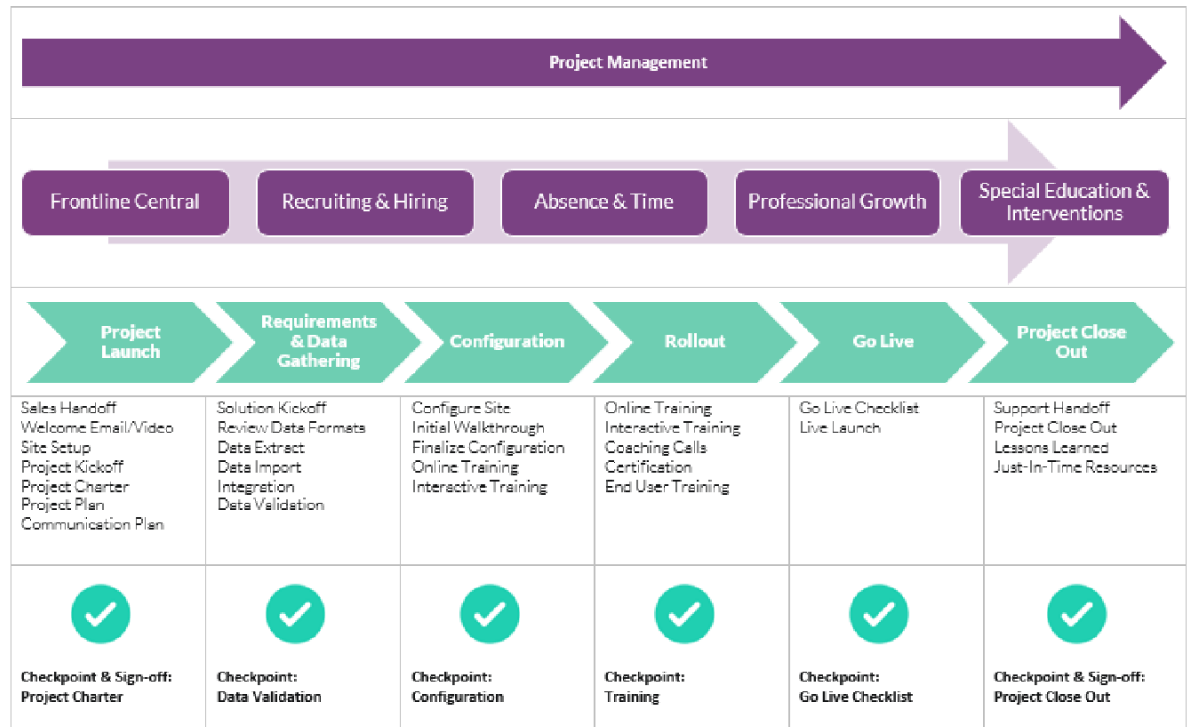 Project Management
Frontline Central
Recruiting & Hiring
Absence & Time
Professional Growth
Special Education &
Interventions
Project
Launch
Requirements
& Data
Gathering
Configuration
Rollout
Go Live
Project Close
Out
Sales Handoff
Welcome Email/Video
Site Setup
Project Kickoff
Project Charter
Project Plan
Communication Plan
Solution Kickoff
Review Data Formats
Data Extract
Data Import
Integration
Data Validation
Configure Site
Initial Walkthrough
Finalize Configuration
Online Training
Interactive Training
Online Training
Interactive Training
Coaching Calls
Certification
End User Training
Go Live Checklist
Live Launch
Support Handoff
Project Close Out
Lessons Learned
Just-In-Time Resources
Checkpoint & Sign-off:
Project Charter
Checkpoint:
Data Validation
Checkpoint:
Configuration
Checkpoint:
Training
Checkpoint:
Go Live Checklist
Checkpoint & Sign-off:
Project Close Out